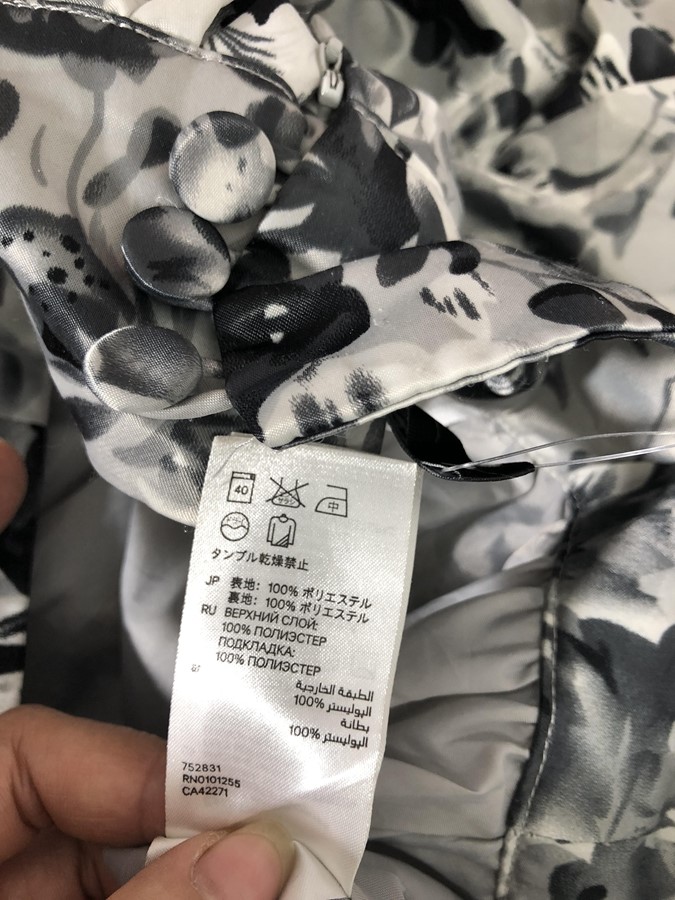 40
中
タンブル乾燥禁止
JP 表地: 100% ポリエステル
裏地: 100% ポリエステル
RU ВЕРХНИЙ СЛОЙ:
100% ПОЛИЭСТЕР
ПОДКЛАДКА:
100% ПОЛИЭСТЕР
الطبقة الخارجية
البوليستر 100%
بطانة
البوليستر 100%
752831
RN0101255
CA42271